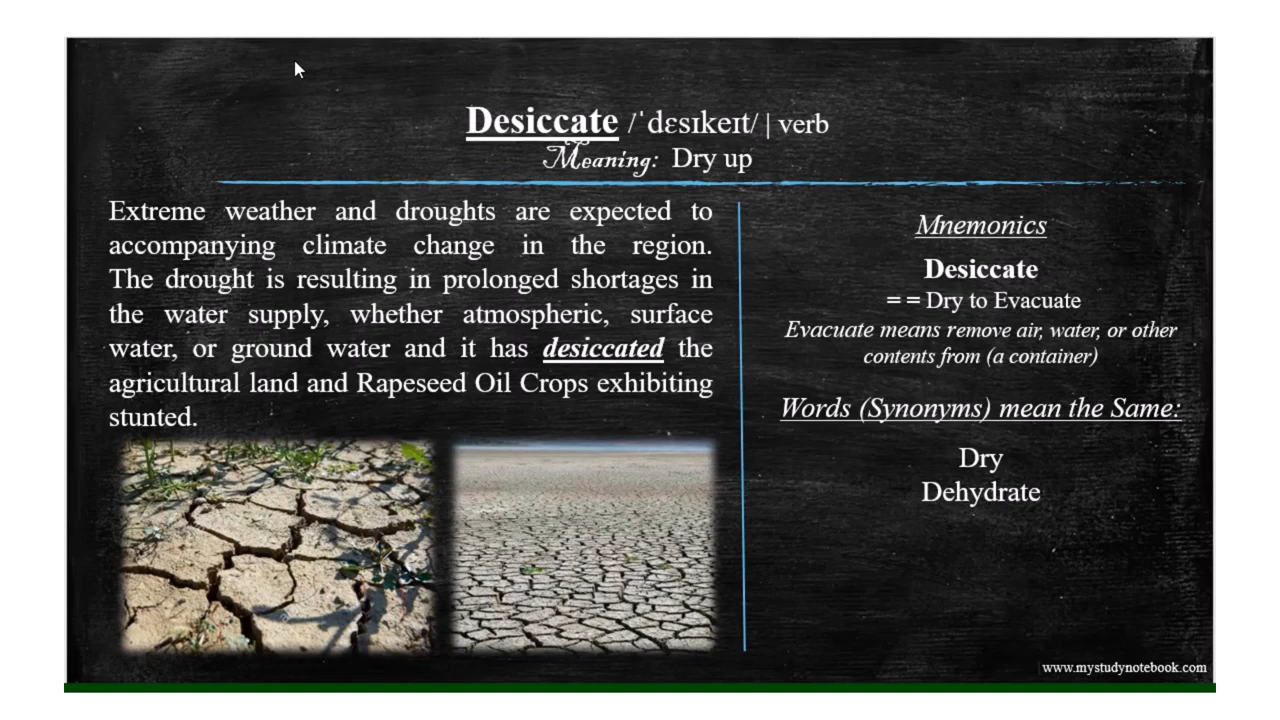 Desiccate /ˈdɛsɪkeɪt/ | verb
Meaning: Dry up
Extreme weather and droughts are expected to
accompanying climate change in the region.
The drought is resulting in prolonged shortages in
the water supply, whether atmospheric, surface
water, or ground water and it has desiccated the
agricultural land and Rapeseed Oil Crops exhibiting
stunted.
Mnemonics
Desiccate
= = Dry to Evacuate
Evacuate means remove air, water, or other
contents from (a container)
Words (Synonyms) mean the Same:
Dry
Dehydrate
www.mystudynotebook.com